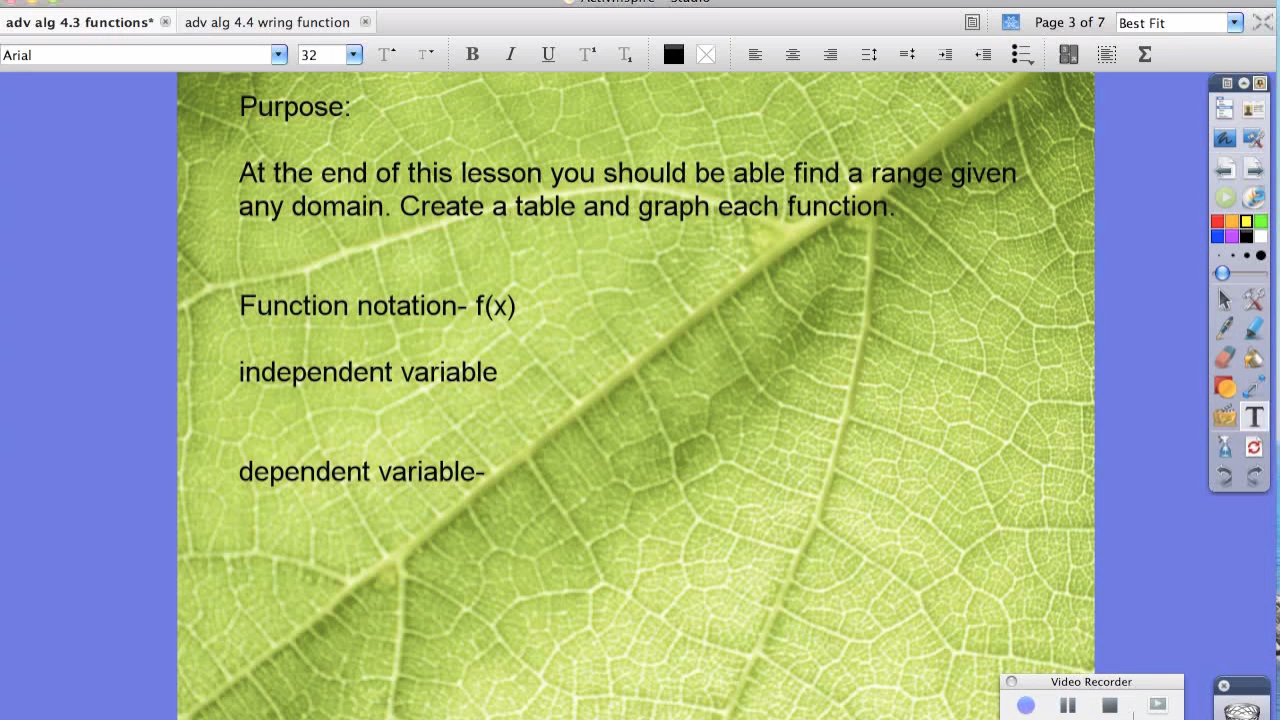 adv alg 4.3 functions*
adv alg 4.4 wring function
Page 3 of 7
Best Fit
Arial
32
B I U
Purpose:
At the end of this lesson you should be able find a range given
any domain. Create a table and graph each function.
Function notation- f(x)
independent variable
dependent variable-
Video Recorder